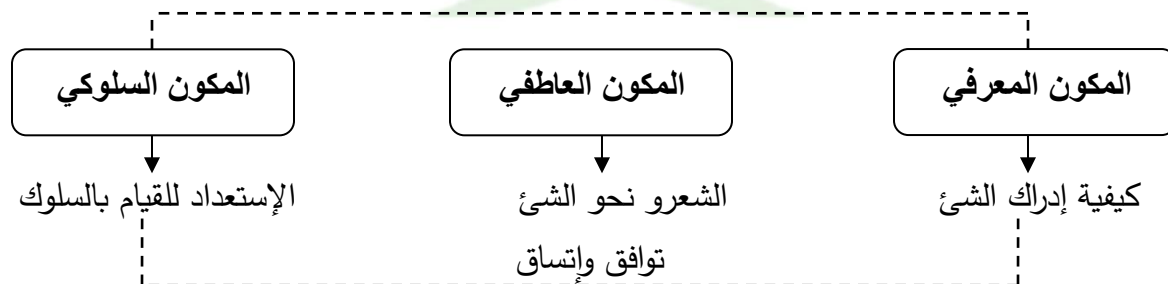 المكون المعرفي
المكون العاطفي
المكون السلوكي
كيفية إدراك الشئ
الشعرو نحو الشئ
الإستعداد للقيام بالسلوك
توافق وإتساق